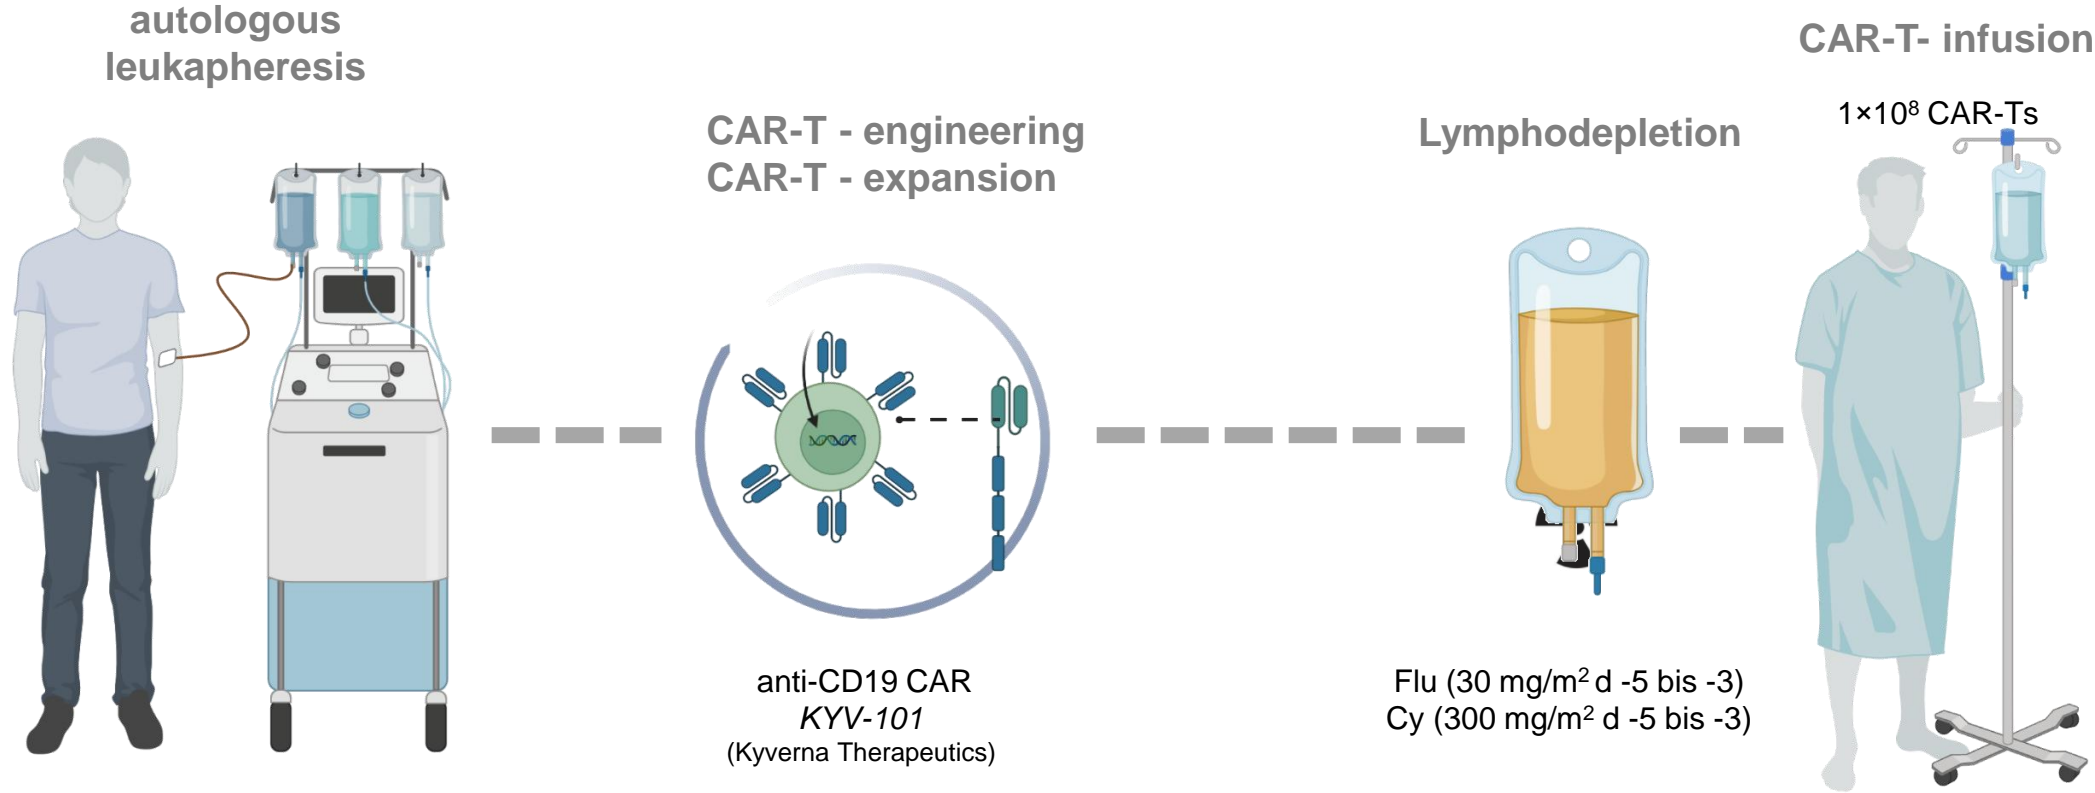 autologous
leukapheresis
CAR-T - engineering
CAR-T - expansion
anti-CD19 CAR
KYV-101
(Kyverna Therapeutics)
Lymphodepletion
Flu (30 mg/m² d -5 bis -3)
Cy (300 mg/m² d -5 bis -3)
CAR-T- infusion
1×10⁸ CAR-Ts